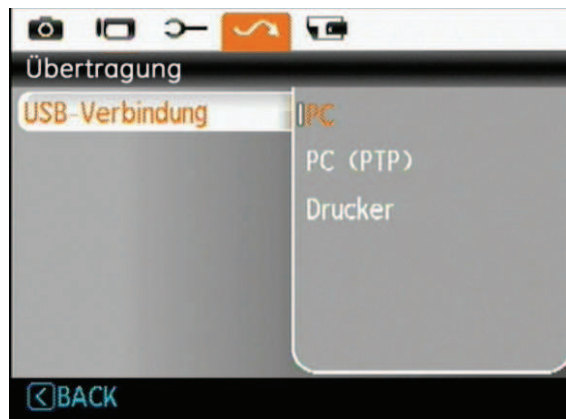 Übertragung
USB-Verbindung
PC
PC (PTP)
Drucker
BACK